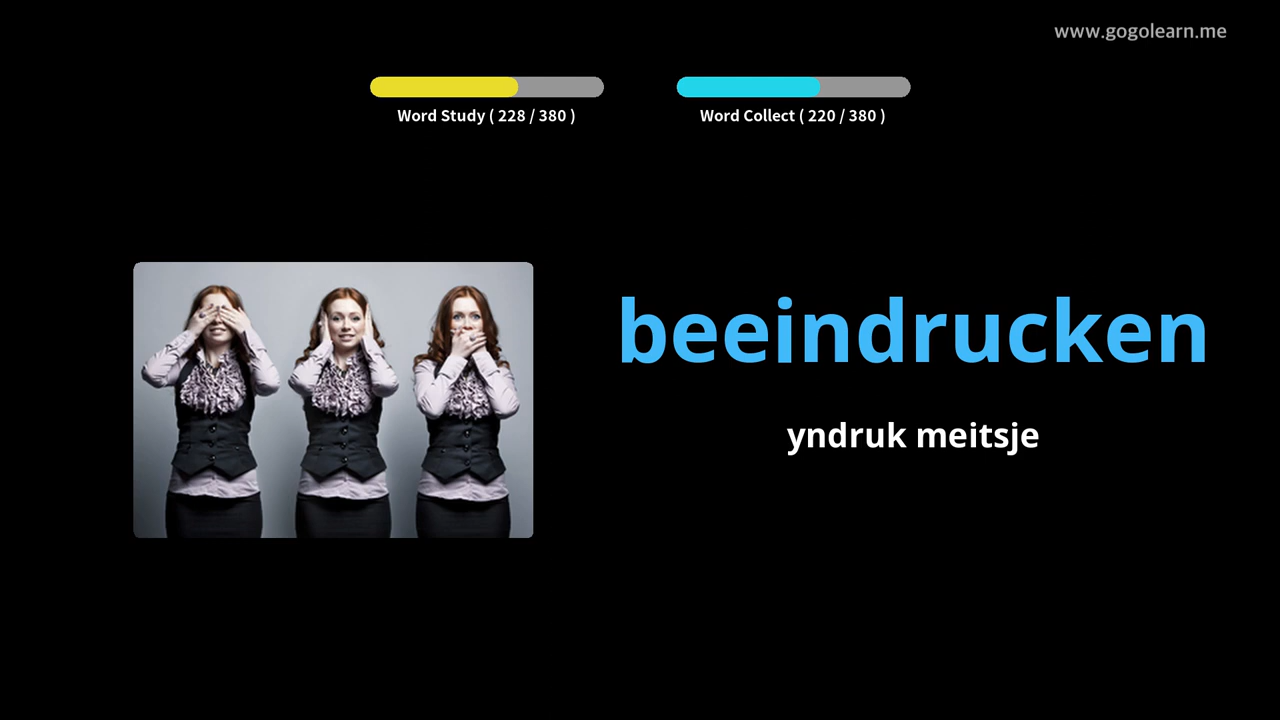 www.gogolearn.me
Word Study ( 228 / 380 )
Word Collect ( 220 / 380 )
beeindrucken
yndruk meitsje